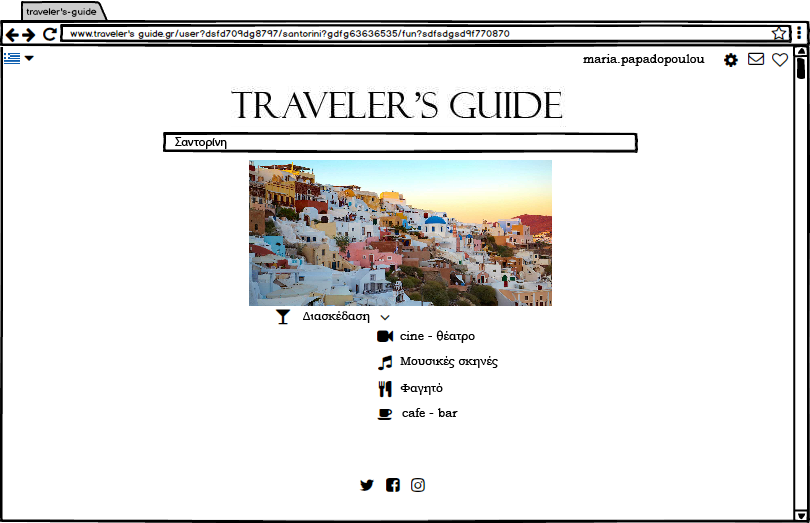 traveler's-guide
www.traveler's guide.gr/user?dsfd709dg8797/santorini?gdfg63636535/fun?sdfsdgsd9f770870
maria.papadopoulou
TRAVELER'S GUIDE
Σαντορίνη
Διασκέδαση
cine - θέατρο
Μουσικές σκηνές
Φαγητό
cafe - bar